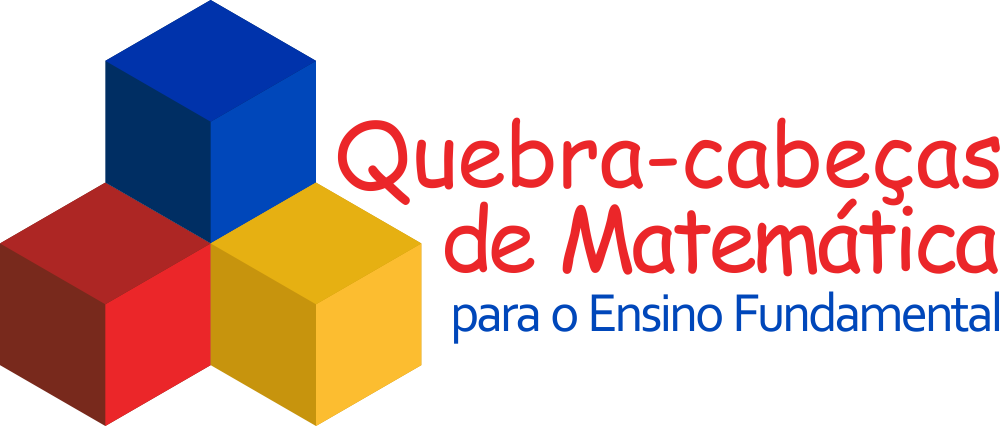 Quebra-cabeças
de Matemática
para o Ensino Fundamental